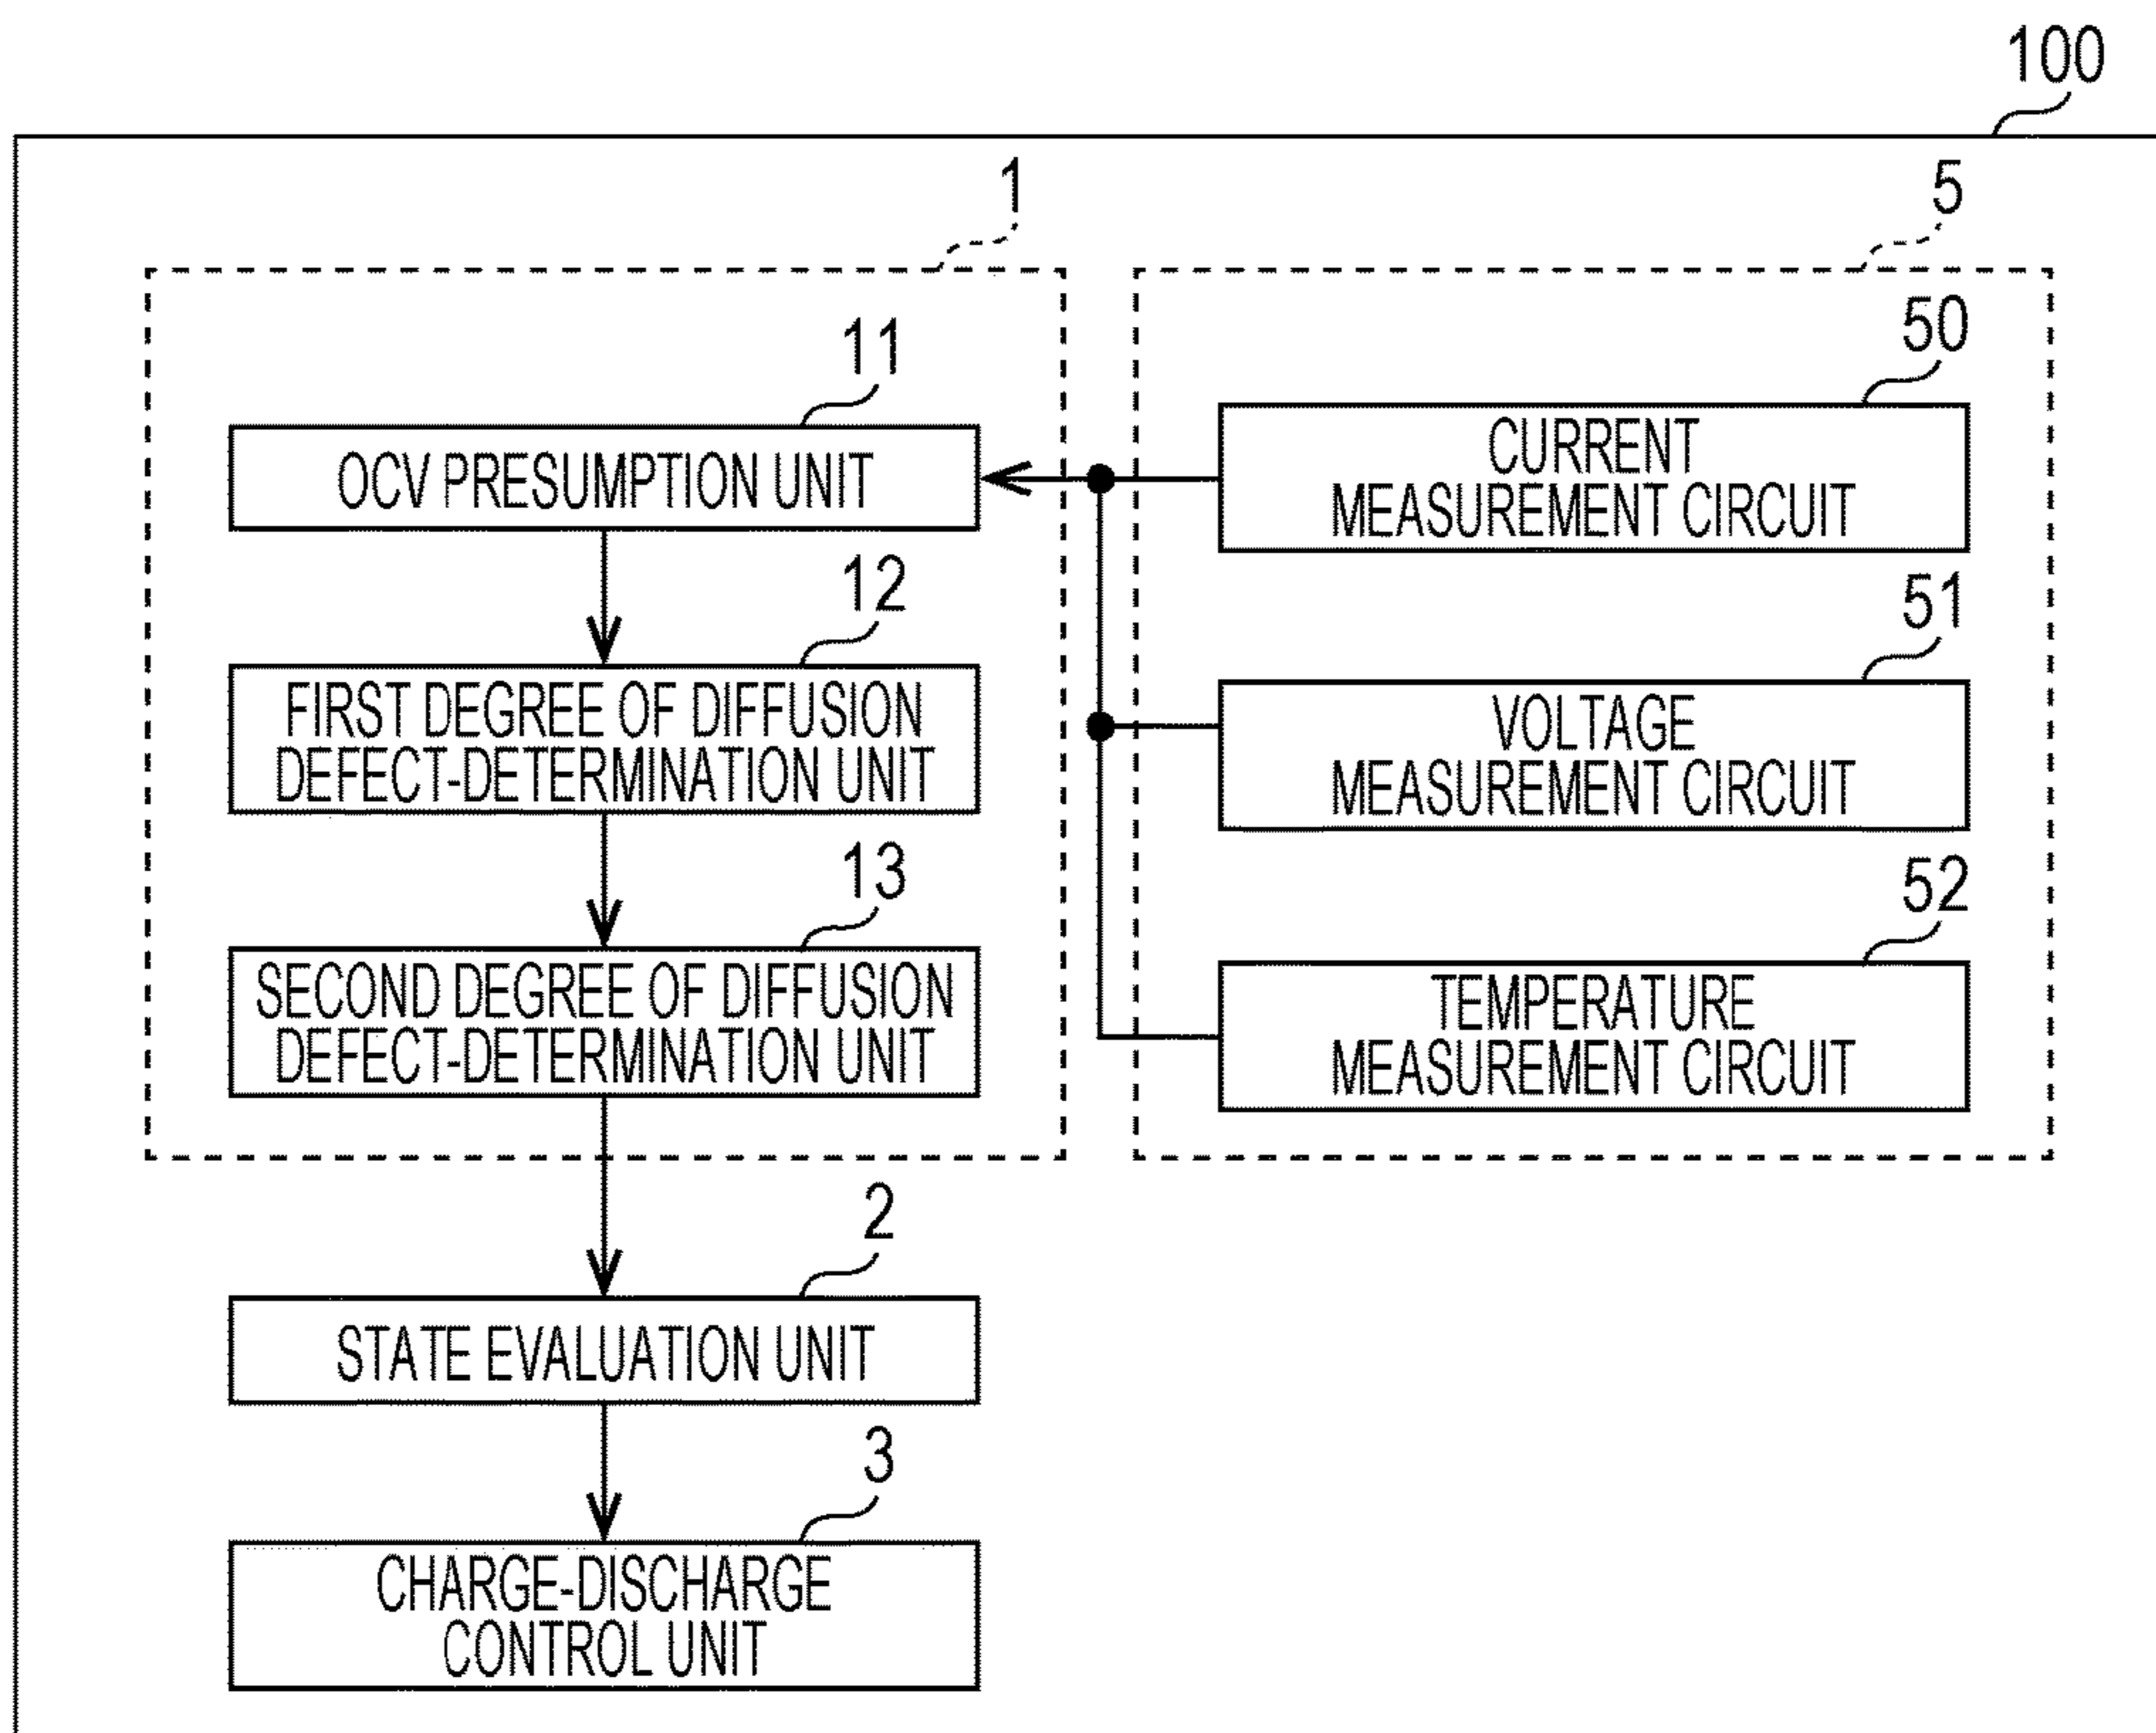 100
1
5
11
OCV PRESUMPTION UNIT
12
FIRST DEGREE OF DIFFUSION
DEFECT-DETERMINATION UNIT
13
SECOND DEGREE OF DIFFUSION
DEFECT-DETERMINATION UNIT
50
CURRENT
MEASUREMENT CIRCUIT
51
VOLTAGE
MEASUREMENT CIRCUIT
52
TEMPERATURE
MEASUREMENT CIRCUIT
2
STATE EVALUATION UNIT
3
CHARGE-DISCHARGE
CONTROL UNIT